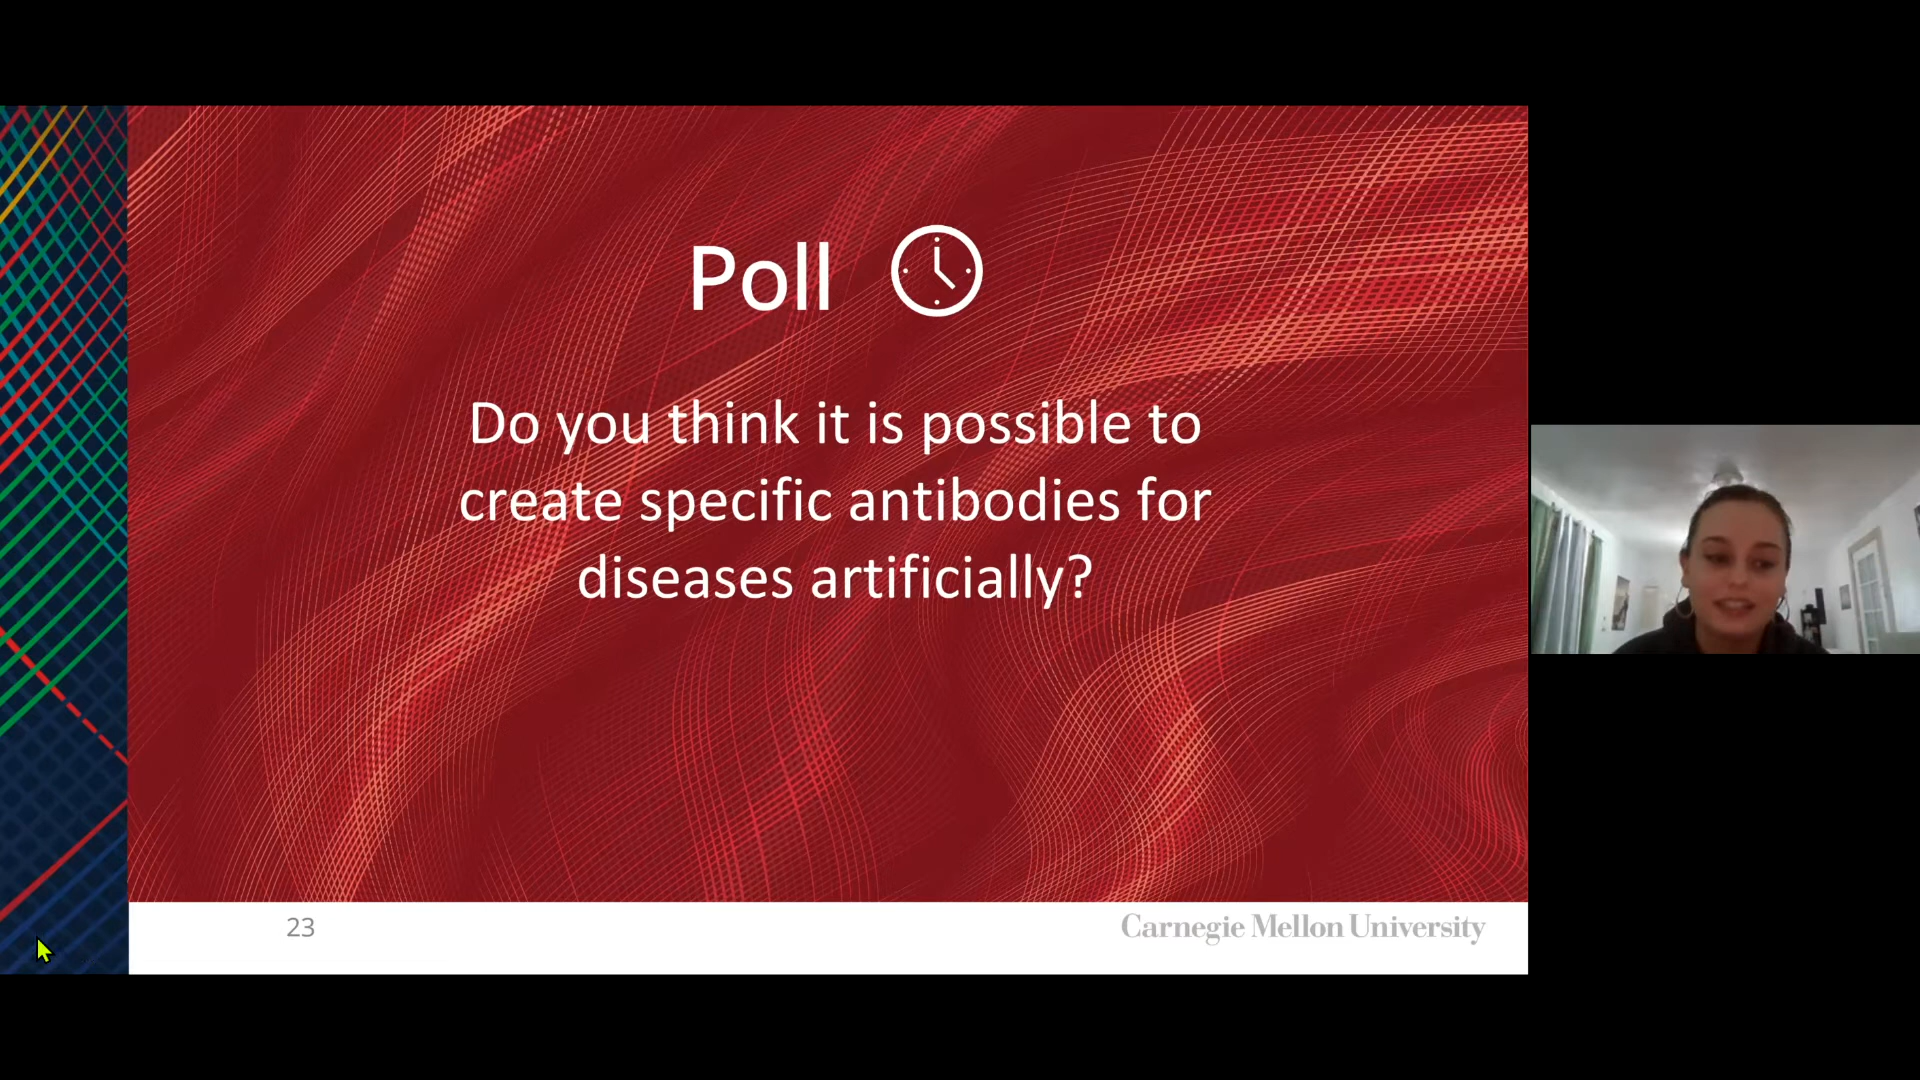 Poll
Do you think it is possible to
create specific antibodies for
diseases artificially?
23
Carnegie Mellon University